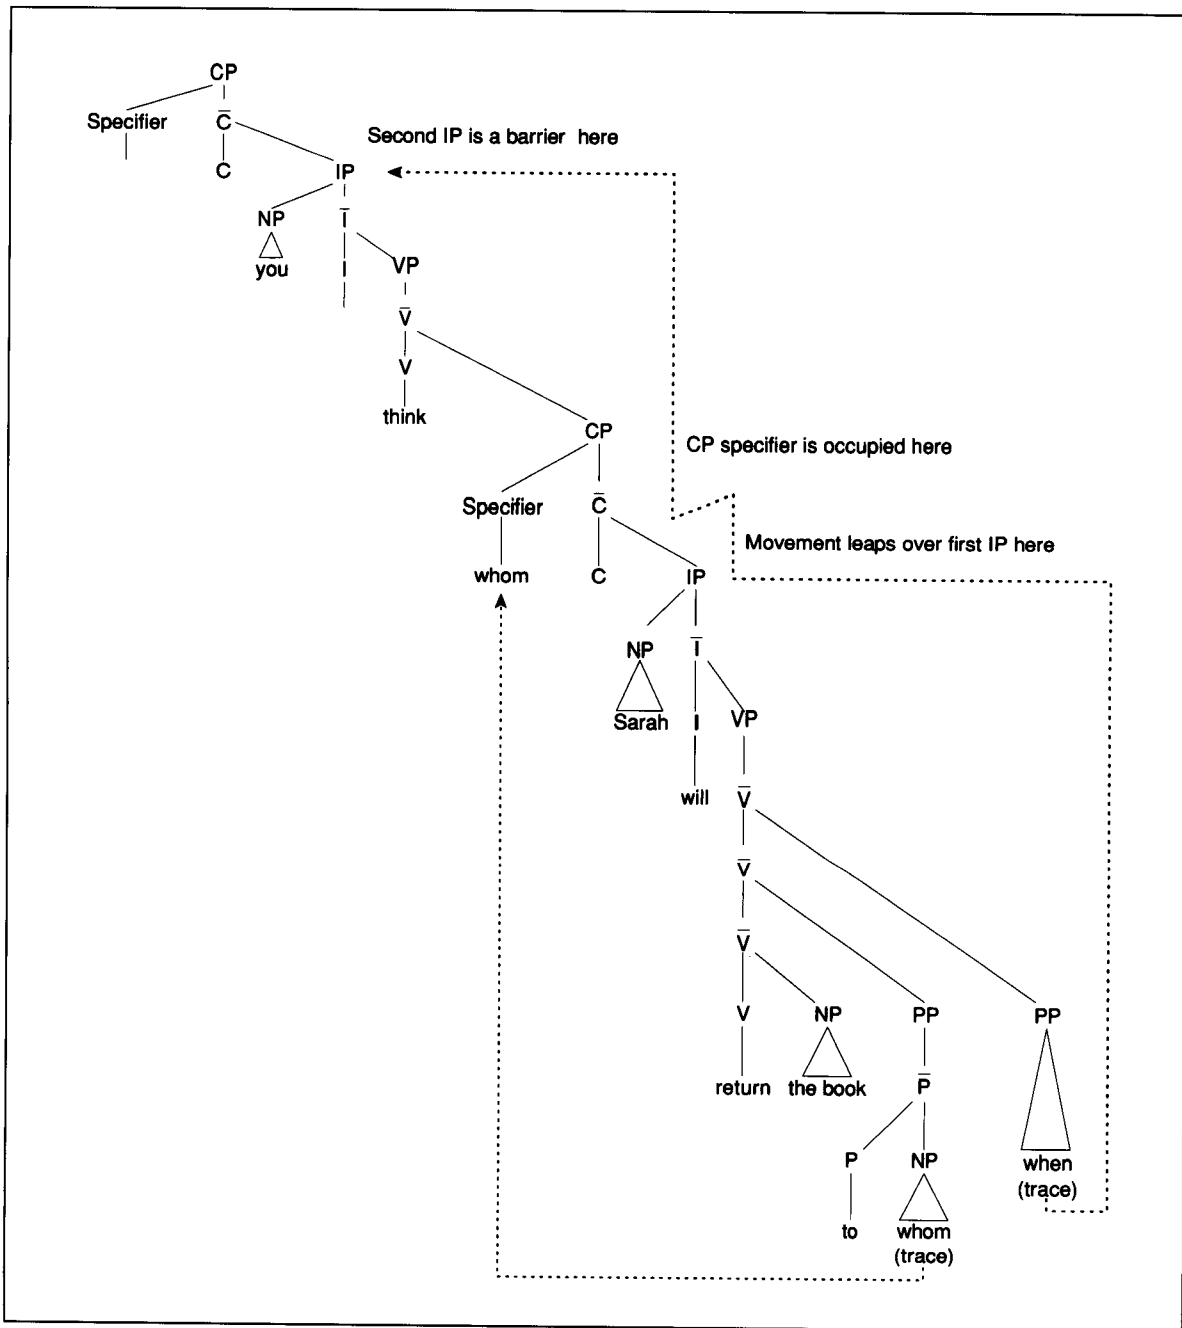 CP
Specifier C̅ Second IP is a barrier here
C IP
NP I̅
you I VP
V̅
V
think
CP
CP specifier is occupied here
Specifier C̅
Movement leaps over first IP here
whom C IP
NP I̅
Sarah I VP
will V̅
V̅
V̅
V NP PP PP
return the book P̅
P NP when
(trace)
to whom
(trace)